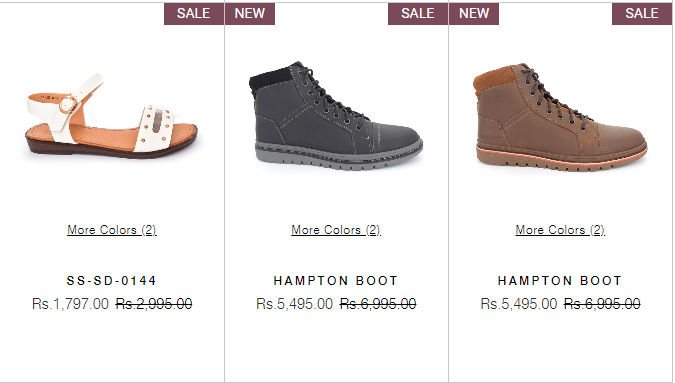 SALE
NEW
SALE
NEW
SALE
More Colors (2)
More Colors (2)
More Colors (2)
SS-SD-0144
HAMPTON BOOT
HAMPTON BOOT
Rs.1,797.00 Rs.2,995.00
Rs.5,495.00 Rs.6,995.00
Rs.5,495.00 Rs.6,995.00